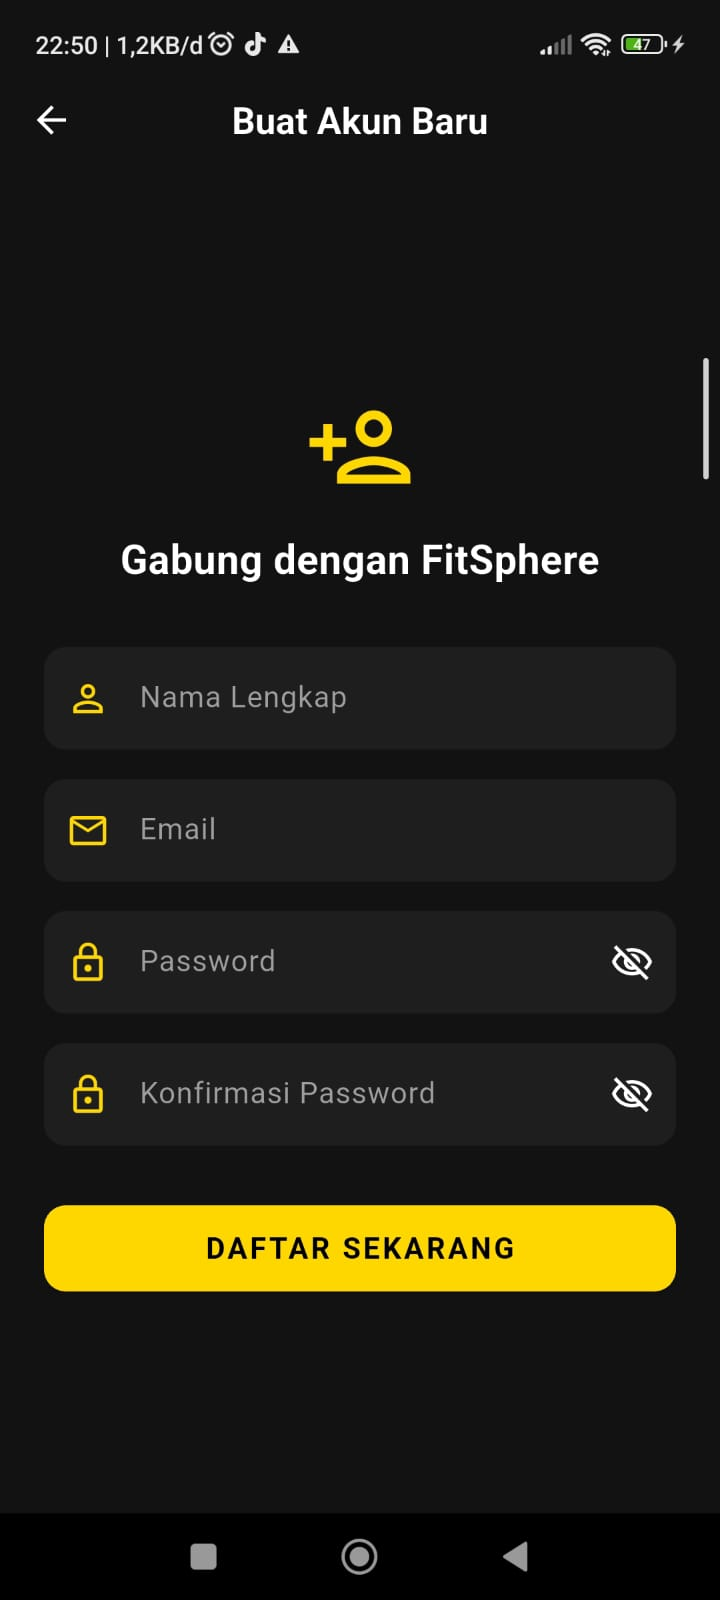 22:50 | 1,2KB/d
47
Buat Akun Baru
Gabung dengan FitSphere
Nama Lengkap
Email
Password
Konfirmasi Password
DAFTAR SEKARANG